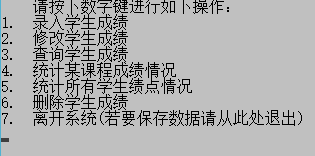 请按下数字键进行如下操作：
1. 录入学生成绩
2. 修改学生成绩
3. 查询学生成绩
4. 统计某课程成绩情况
5. 统计所有学生绩点情况
6. 删除学生成绩
7. 离开系统(若要保存数据请从此处退出)